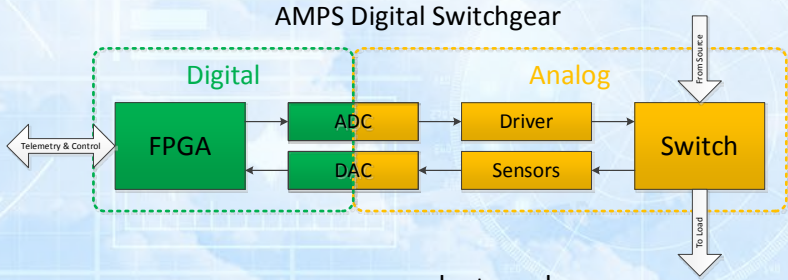 AMPS Digital Switchgear
Digital
Analog
From Source
Telemetry & Control
FPGA
ADC
Driver
Switch
DAC
Sensors
To Load